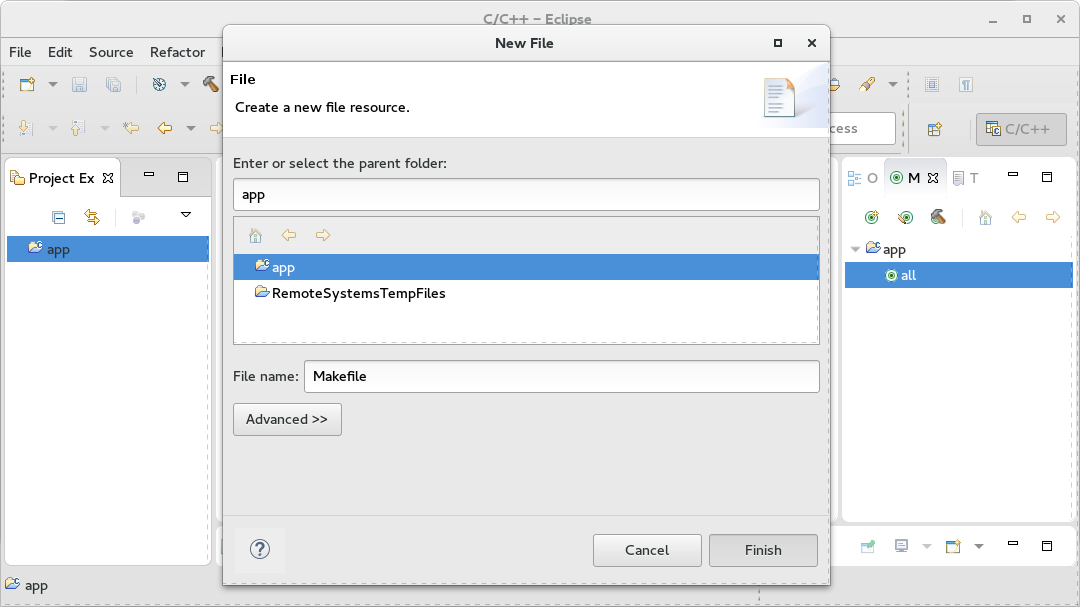 C/C++ – Eclipse
File Edit Source Refactor
New File
File
Create a new file resource.
C/C++
Project Ex
O
M
T
Enter or select the parent folder:
app
app
app
RemoteSystemsTempFiles
app
all
File name: Makefile
Advanced >>
?
Cancel
Finish
app